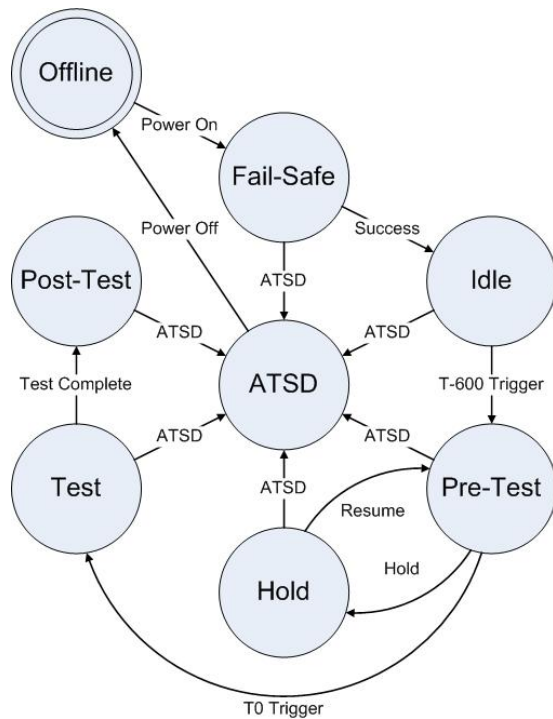 Offline
Power On
Fail-Safe
Power Off
Success
Post-Test
ATSD
Idle
ATSD
ATSD
Test Complete
ATSD
T-600 Trigger
ATSD
ATSD
Test
ATSD
Pre-Test
Resume
Hold
Hold
T0 Trigger